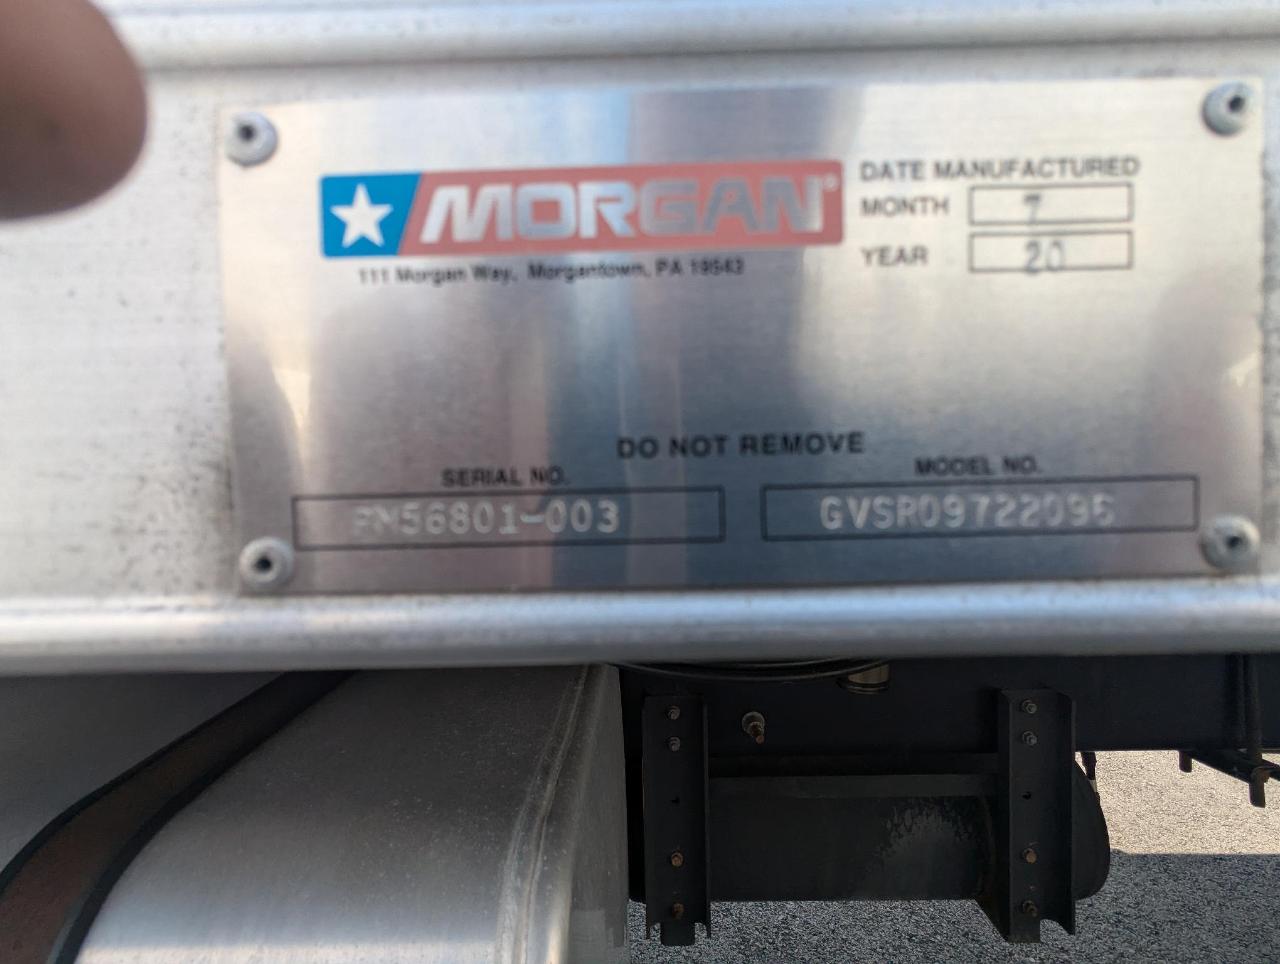 MORGAN®
111 Morgan Way, Morgantown, PA 19543
DATE MANUFACTURED
MONTH 7
YEAR 20
DO NOT REMOVE
SERIAL NO.
MODEL NO.
GVSR09722096